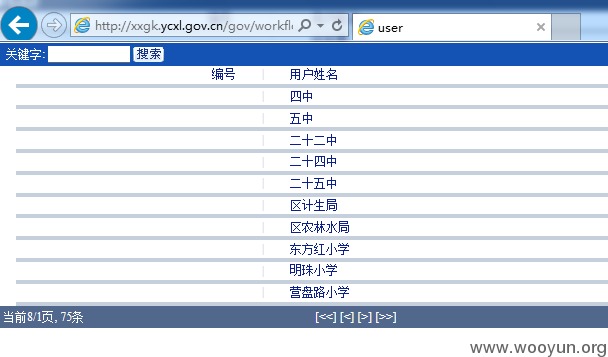 http://xxgk.ycxl.gov.cn/gov/workfl
user
关键字: 搜索
编号 用户姓名
四中
五中
二十二中
二十四中
二十五中
区计生局
区农林水局
东方红小学
明珠小学
营盘路小学
当前8/1页, 75条 [<<] [<] [>] [>>]
www.wooyun.org